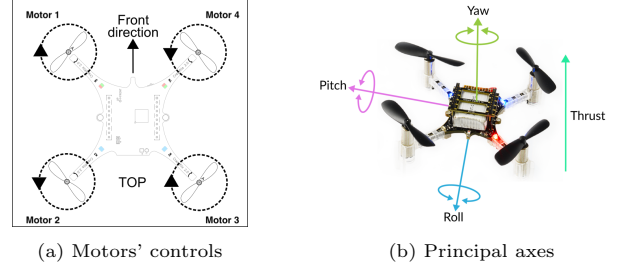 Motor 1
Front
direction
Motor 4
TOP
Motor 2
Motor 3
(a) Motors' controls
Yaw
Pitch
Thrust
Roll
(b) Principal axes